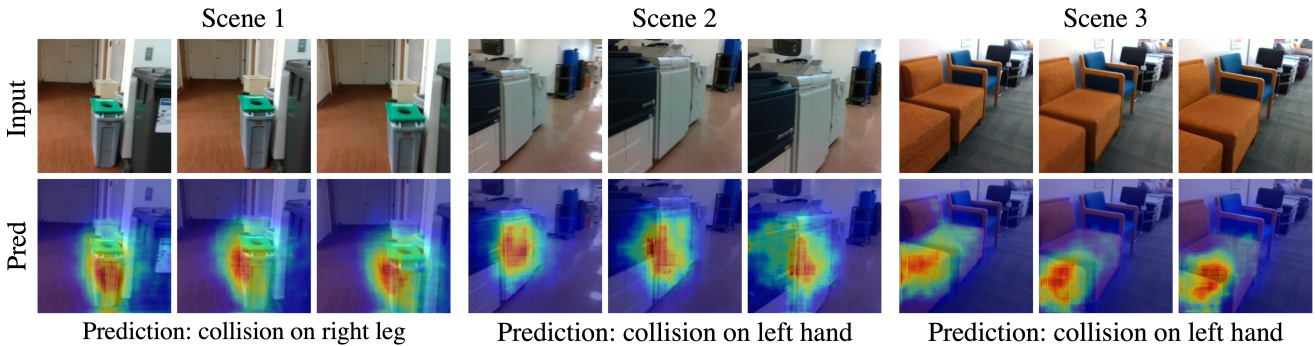 Scene 1
Scene 2
Scene 3
Input
Pred
Prediction: collision on right leg
Prediction: collision on left hand
Prediction: collision on left hand